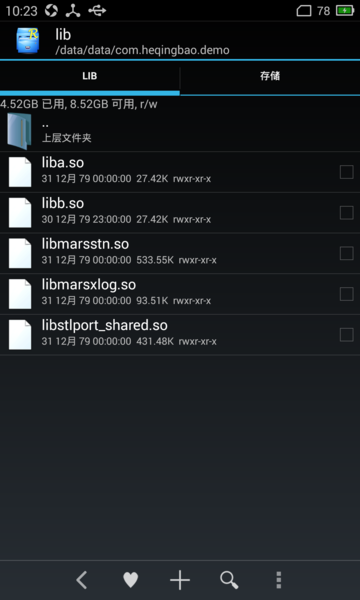 10:23
78
lib
/data/data/com.heqingbao.demo
LIB
存储
4.52GB 已用, 8.52GB 可用, r/w
..
上层文件夹
liba.so
31 12月 79 00:00:00 27.42K rwxr-xr-x
libb.so
30 12月 79 23:00:00 27.42K rwxr-xr-x
libmarsstn.so
31 12月 79 00:00:00 533.55K rwxr-xr-x
libmarsxlog.so
31 12月 79 00:00:00 93.51K rwxr-xr-x
libstlport_shared.so
31 12月 79 00:00:00 431.48K rwxr-xr-x